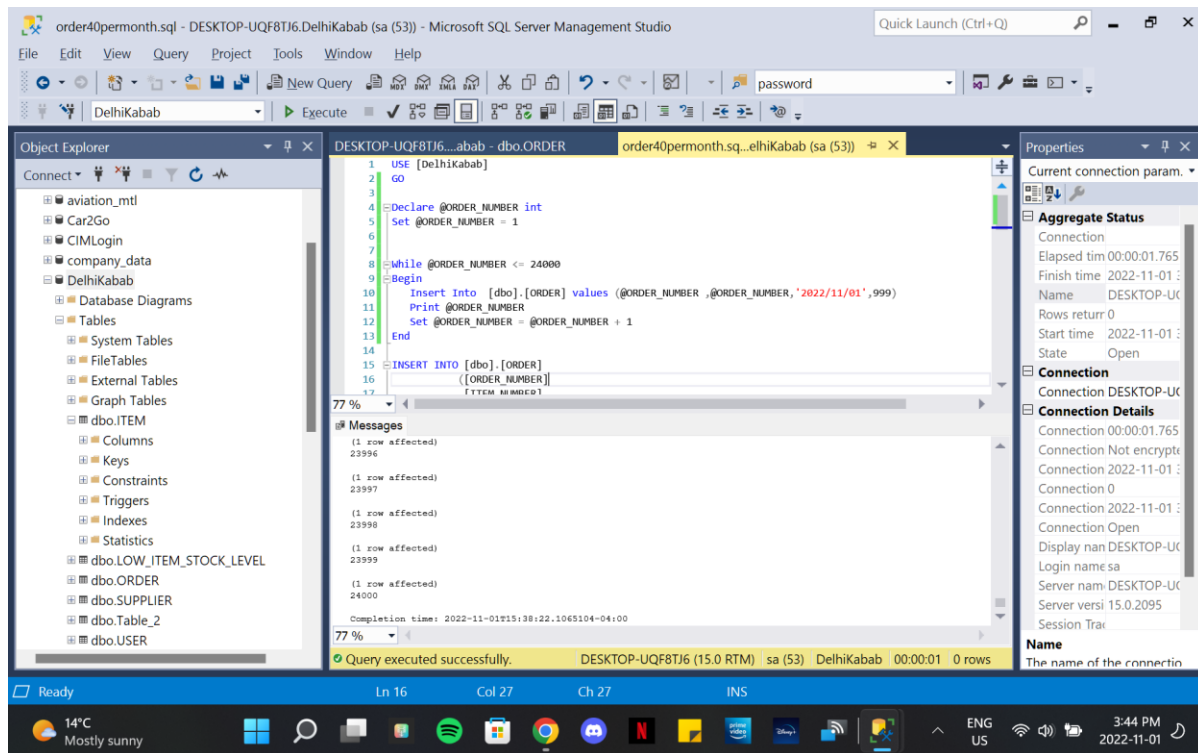 order40permonth.sql - DESKTOP-UQF8TJ6.DelhiKabab (sa (53)) - Microsoft SQL Server Management Studio
Quick Launch (Ctrl+Q)
File Edit View Query Project Tools Window Help
New Query MDX DMX XMLA DAX password
DelhiKabab Execute
Object Explorer
Connect
aviation_mtl
Car2Go
CIMLogin
company_data
DelhiKabab
Database Diagrams
Tables
System Tables
FileTables
External Tables
Graph Tables
dbo.ITEM
Columns
Keys
Constraints
Triggers
Indexes
Statistics
dbo.LOW_ITEM_STOCK_LEVEL
dbo.ORDER
dbo.SUPPLIER
dbo.Table_2
dbo.USER
DESKTOP-UQF8TJ6....abab - dbo.ORDER
order40permonth.sq...elhiKabab (sa (53))
1 USE [DelhiKabab]
2 GO
3
4 Declare @ORDER_NUMBER int
5 Set @ORDER_NUMBER = 1
6
7
8 While @ORDER_NUMBER <= 24000
9 Begin
10 Insert Into [dbo].[ORDER] values (@ORDER_NUMBER ,@ORDER_NUMBER,'2022/11/01',999)
11 Print @ORDER_NUMBER
12 Set @ORDER_NUMBER = @ORDER_NUMBER + 1
13 End
14
15 INSERT INTO [dbo].[ORDER]
16 ([ORDER_NUMBER]
17 ,[ITEM_NUMBER]
77 %
Messages
(1 row affected)
23996
(1 row affected)
23997
(1 row affected)
23998
(1 row affected)
23999
(1 row affected)
24000
Completion time: 2022-11-01T15:38:22.1065104-04:00
77 %
Query executed successfully. DESKTOP-UQF8TJ6 (15.0 RTM) sa (53) DelhiKabab 00:00:01 0 rows
Properties
Current connection param.
Aggregate Status
Connection
Elapsed tim 00:00:01.765
Finish time 2022-11-01
Name DESKTOP-UQ
Rows returr 0
Start time 2022-11-01
State Open
Connection
Connection DESKTOP-UQ
Connection Details
Connection 00:00:01.765
Connection Not encrypte
Connection 2022-11-01
Connection 0
Connection 2022-11-01
Connection Open
Display nan DESKTOP-UQ
Login name sa
Server nam DESKTOP-UQ
Server versi 15.0.2095
Session Trac
Name
The name of the connectio
Ready Ln 16 Col 27 Ch 27 INS
14°C
Mostly sunny
N
prime video
Disney+
ENG
US
3:44 PM
2022-11-01